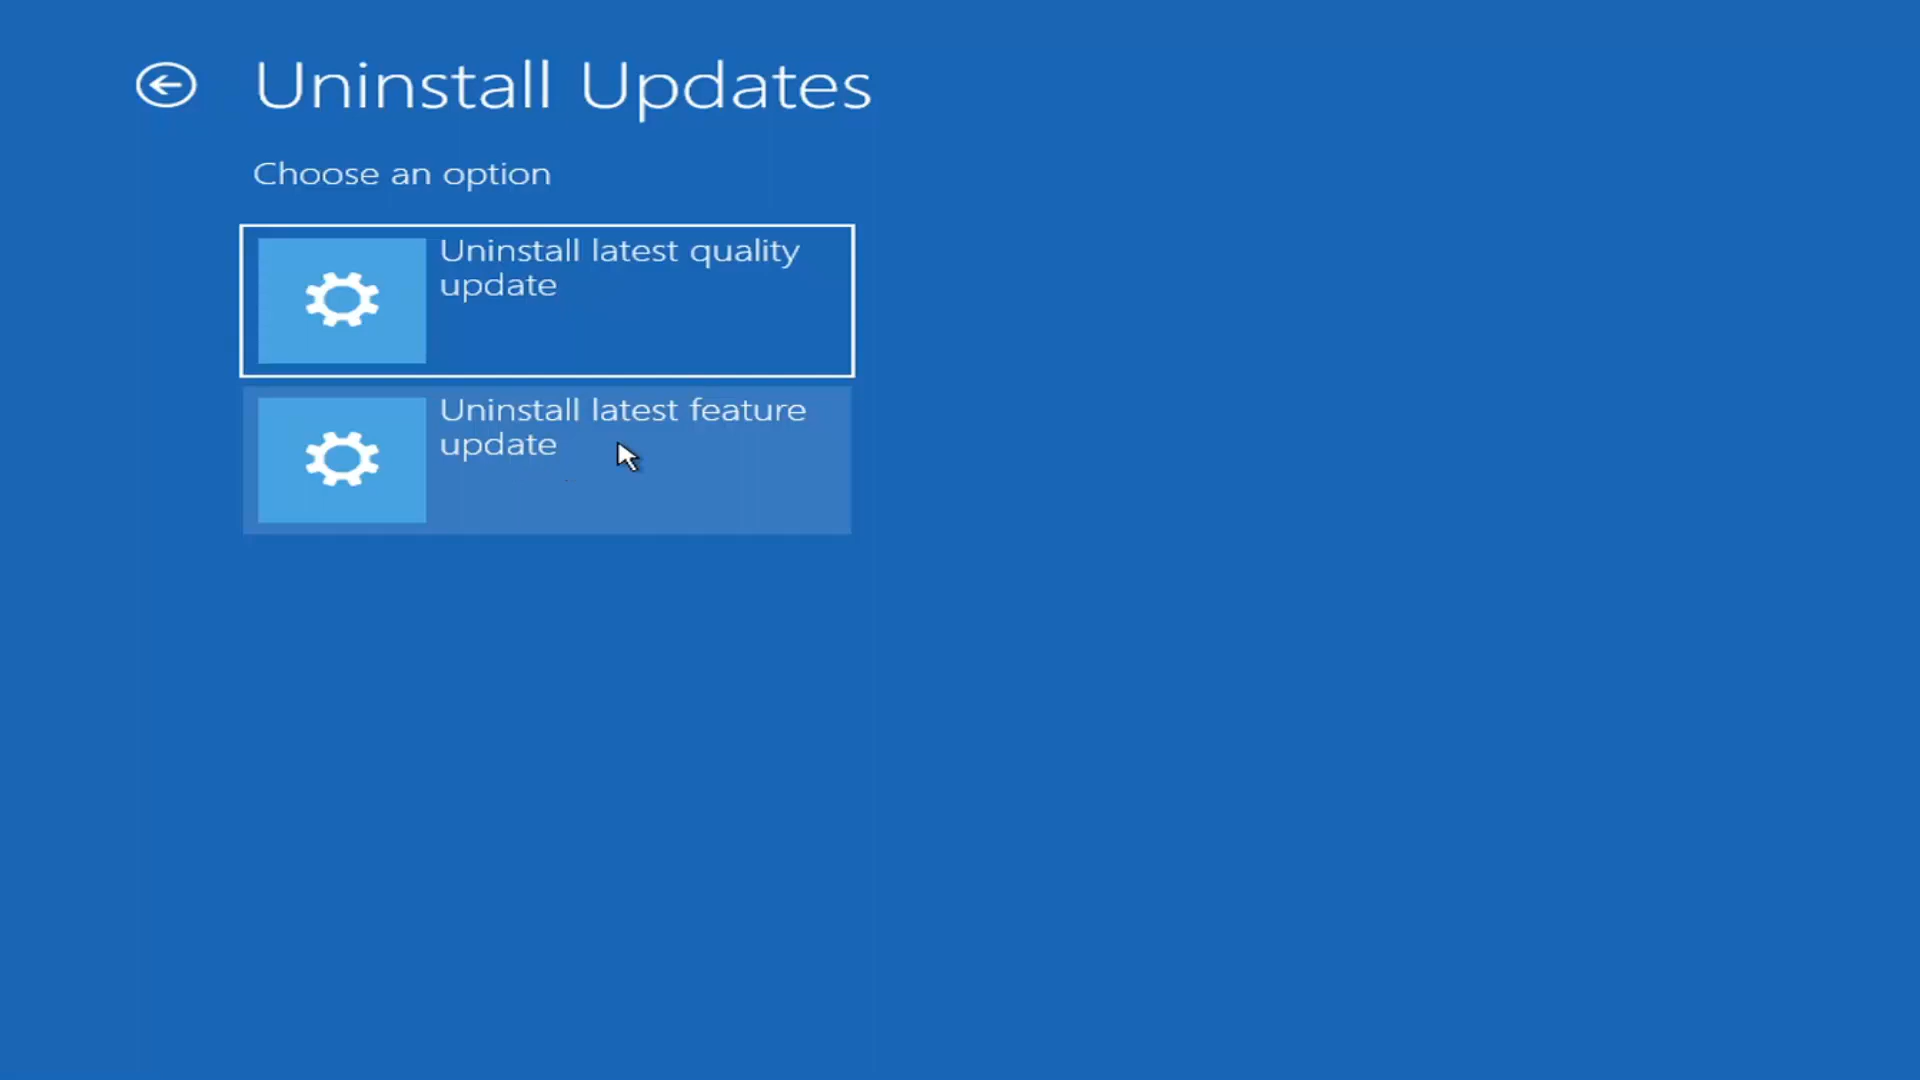 Uninstall Updates
Choose an option
Uninstall latest quality
update
Uninstall latest feature
update